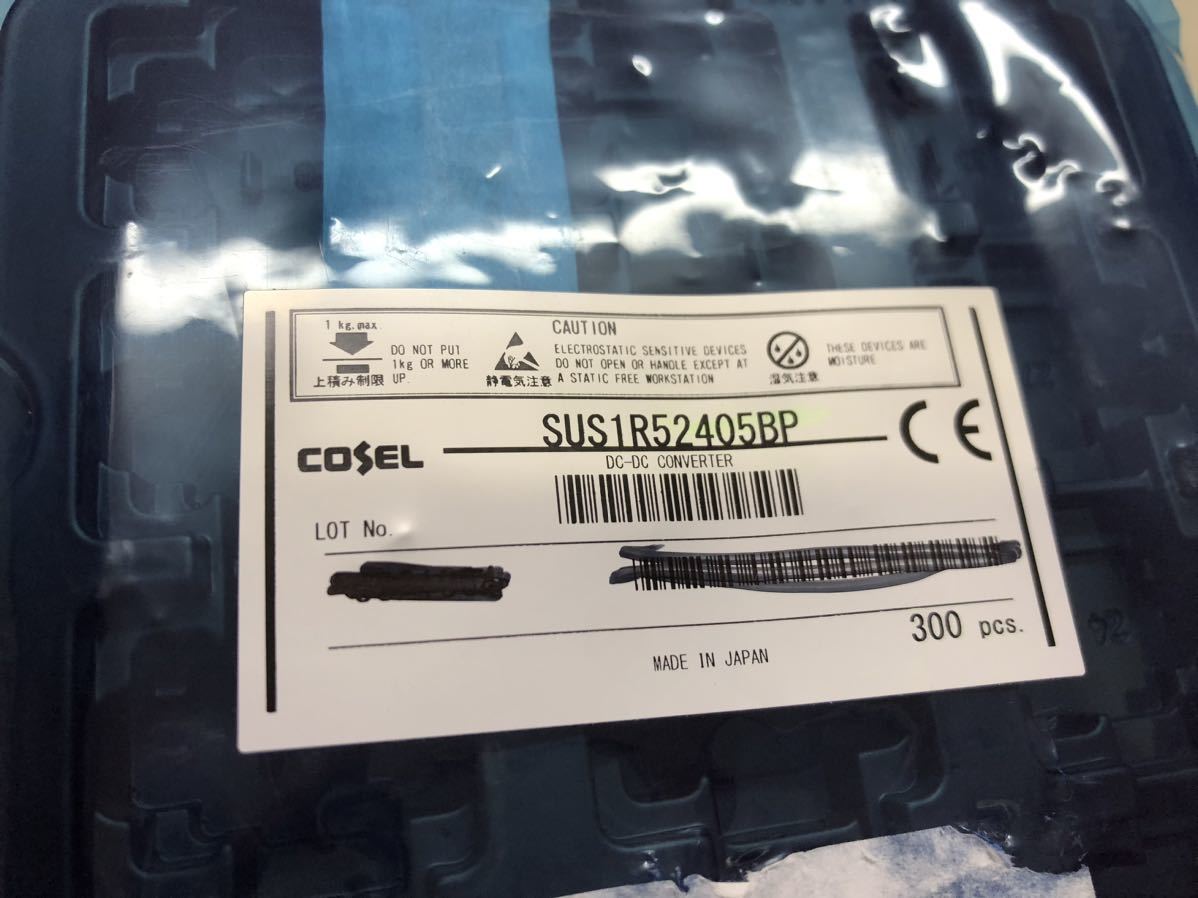 1 kg.max.
上積み制限
DO NOT PUT
1kg OR MORE
UP.
静電気注意
CAUTION
ELECTROSTATIC SENSITIVE DEVICES
DO NOT OPEN OR HANDLE EXCEPT AT
A STATIC FREE WORKSTATION
湿気注意
THESE DEVICES ARE
MOISTURE
SUS1R52405BP
CE
COSEL
DC-DC CONVERTER
LOT No.
300 pcs.
MADE IN JAPAN